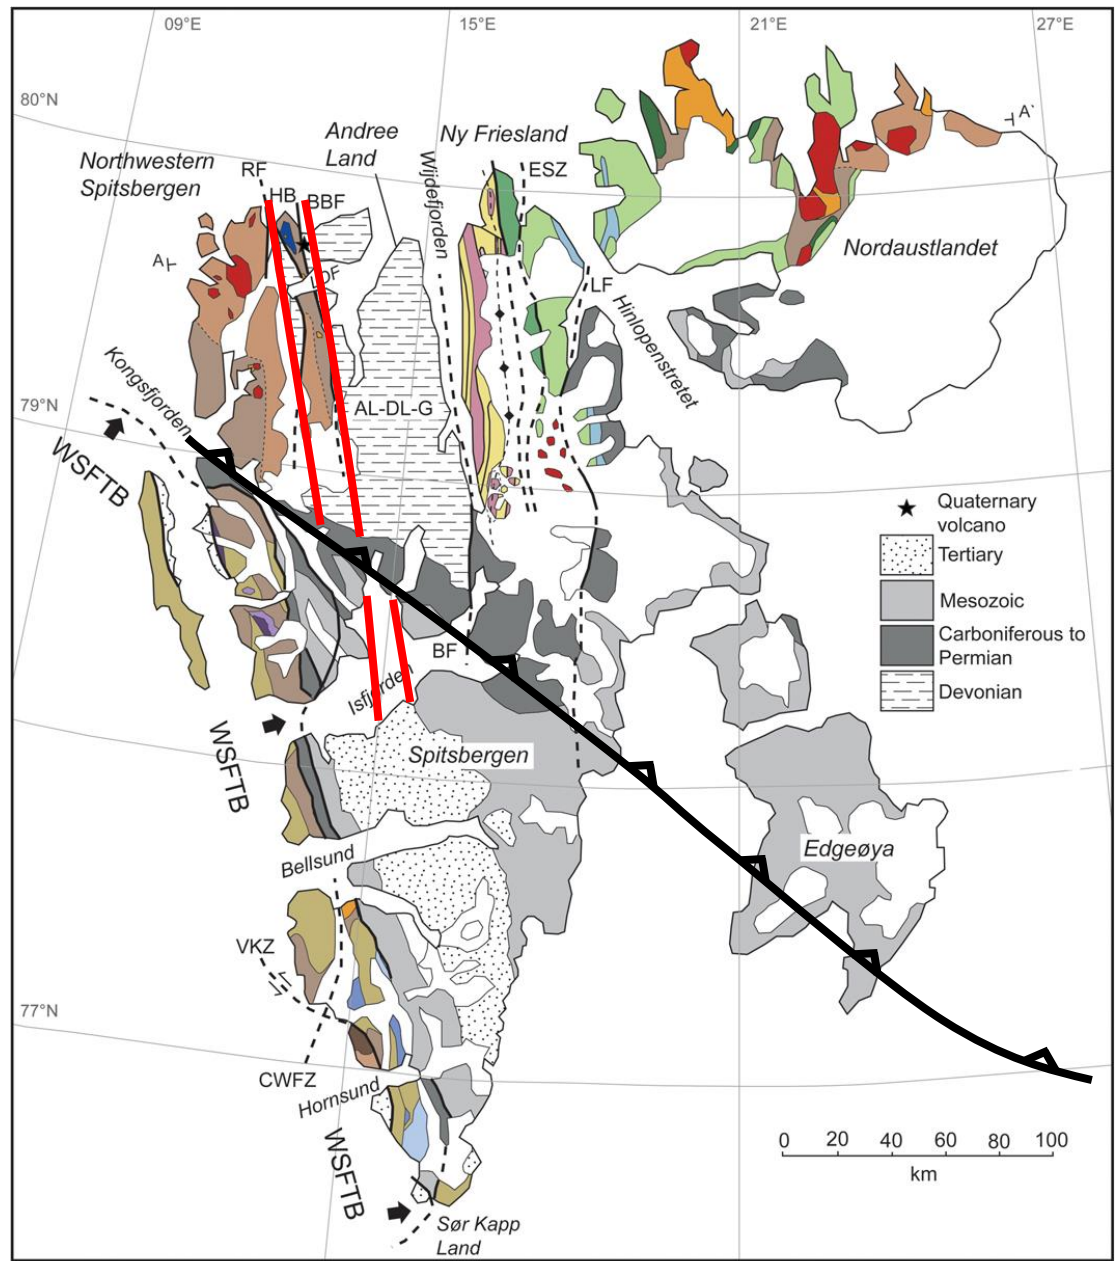 09°E
15°E
21°E
27°E
80°N
Northwestern
Spitsbergen
Andree
Land
Ny Friesland
RF
HB
BBF
Wijdefjorden
ESZ
A
A'
Nordaustlandet
LDF
LF
Hinlopenstretet
Kongsfjorden
79°N
AL-DL-G
WSFTB
Quaternary
volcano
Tertiary
Mesozoic
Carboniferous to
Permian
Devonian
BF
Isfjorden
WSFTB
Spitsbergen
Edgeøya
Bellsund
VKZ
77°N
CWFZ
Hornsund
WSFTB
Sør Kapp
Land
0 20 40 60 80 100
km